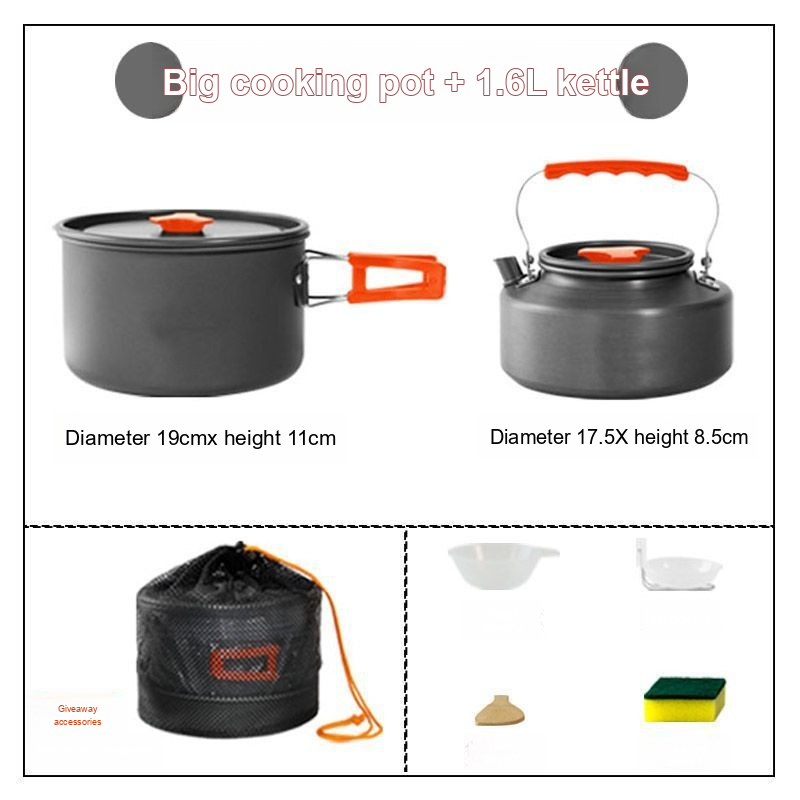 Big cooking pot + 1.6L kettle
Diameter 19cmx height 11cm
Diameter 17.5X height 8.5cm
Giveaway
accessories